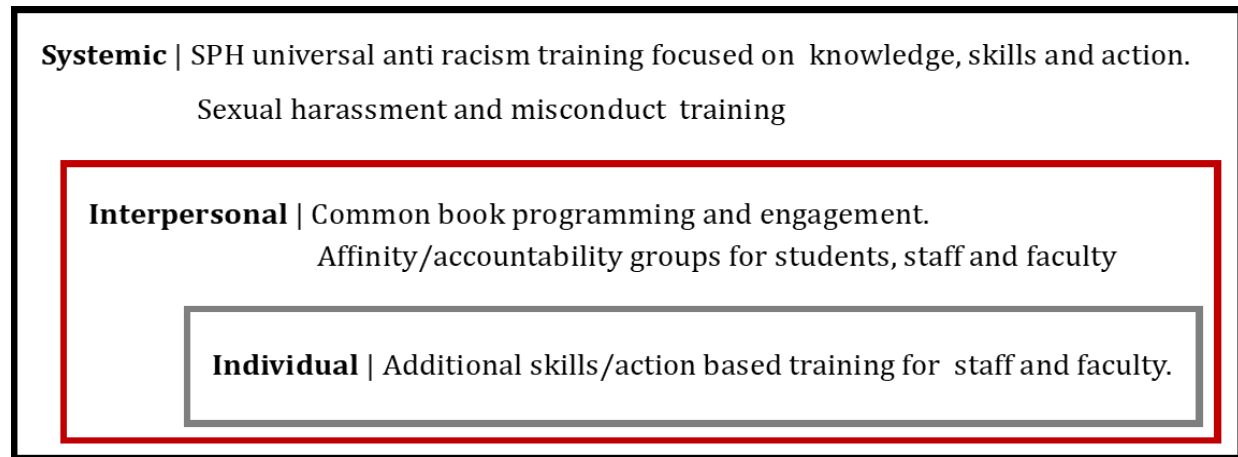 Systemic | SPH universal anti racism training focused on knowledge, skills and action.
Sexual harassment and misconduct training
Interpersonal | Common book programming and engagement.
Affinity/accountability groups for students, staff and faculty
Individual | Additional skills/action based training for staff and faculty.